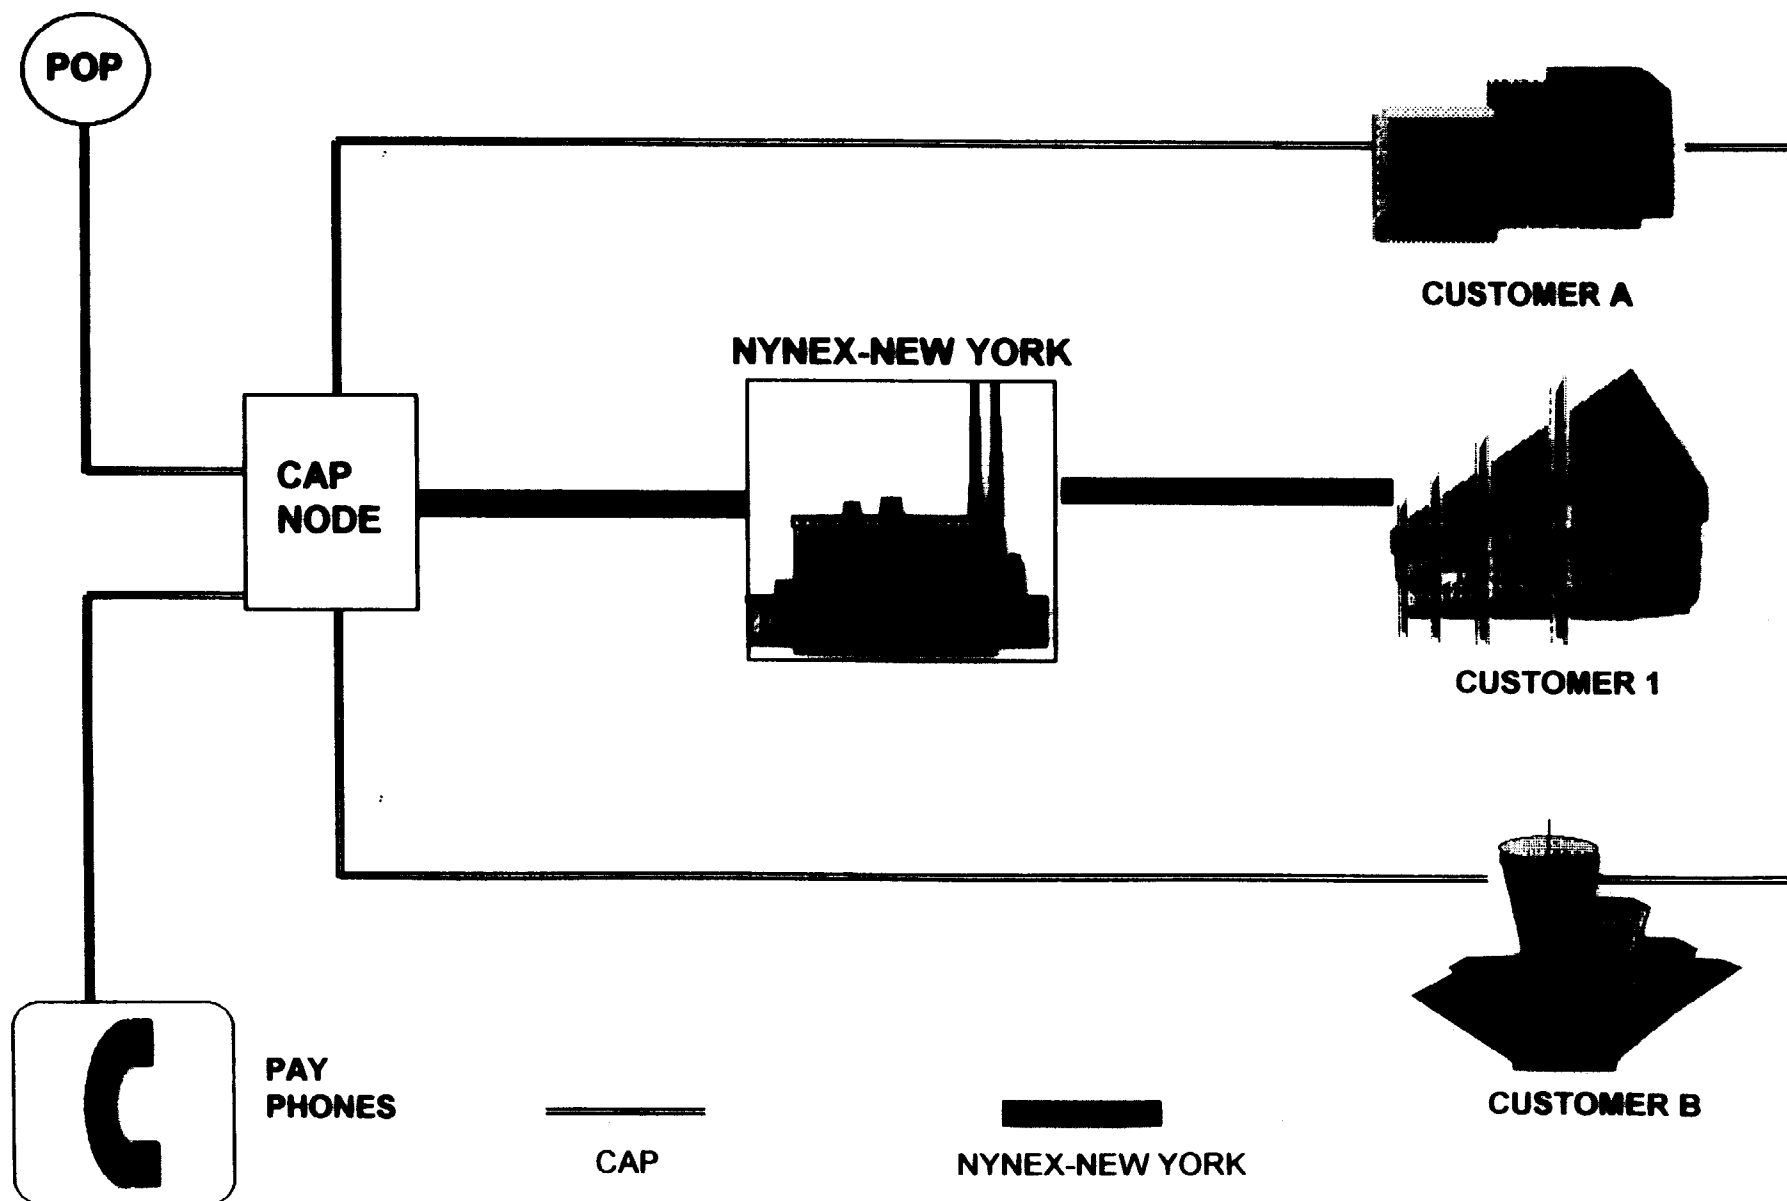 POP
CUSTOMER A
NYNEX-NEW YORK
CAP
NODE
CUSTOMER 1
PAY
PHONES
CUSTOMER B
CAP
NYNEX-NEW YORK